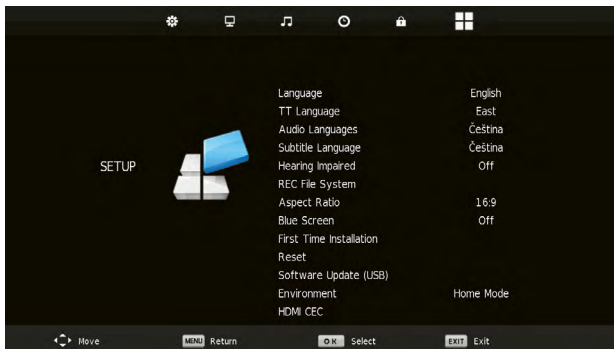 Language English
TT Language East
Audio Languages Čeština
Subtitle Language Čeština
SETUP Hearing Impaired Off
REC File System
Aspect Ratio 16:9
Blue Screen Off
First Time Installation
Reset
Software Update (USB)
Environment Home Mode
HDMI CEC
Move MENU Return OK Select EXIT Exit